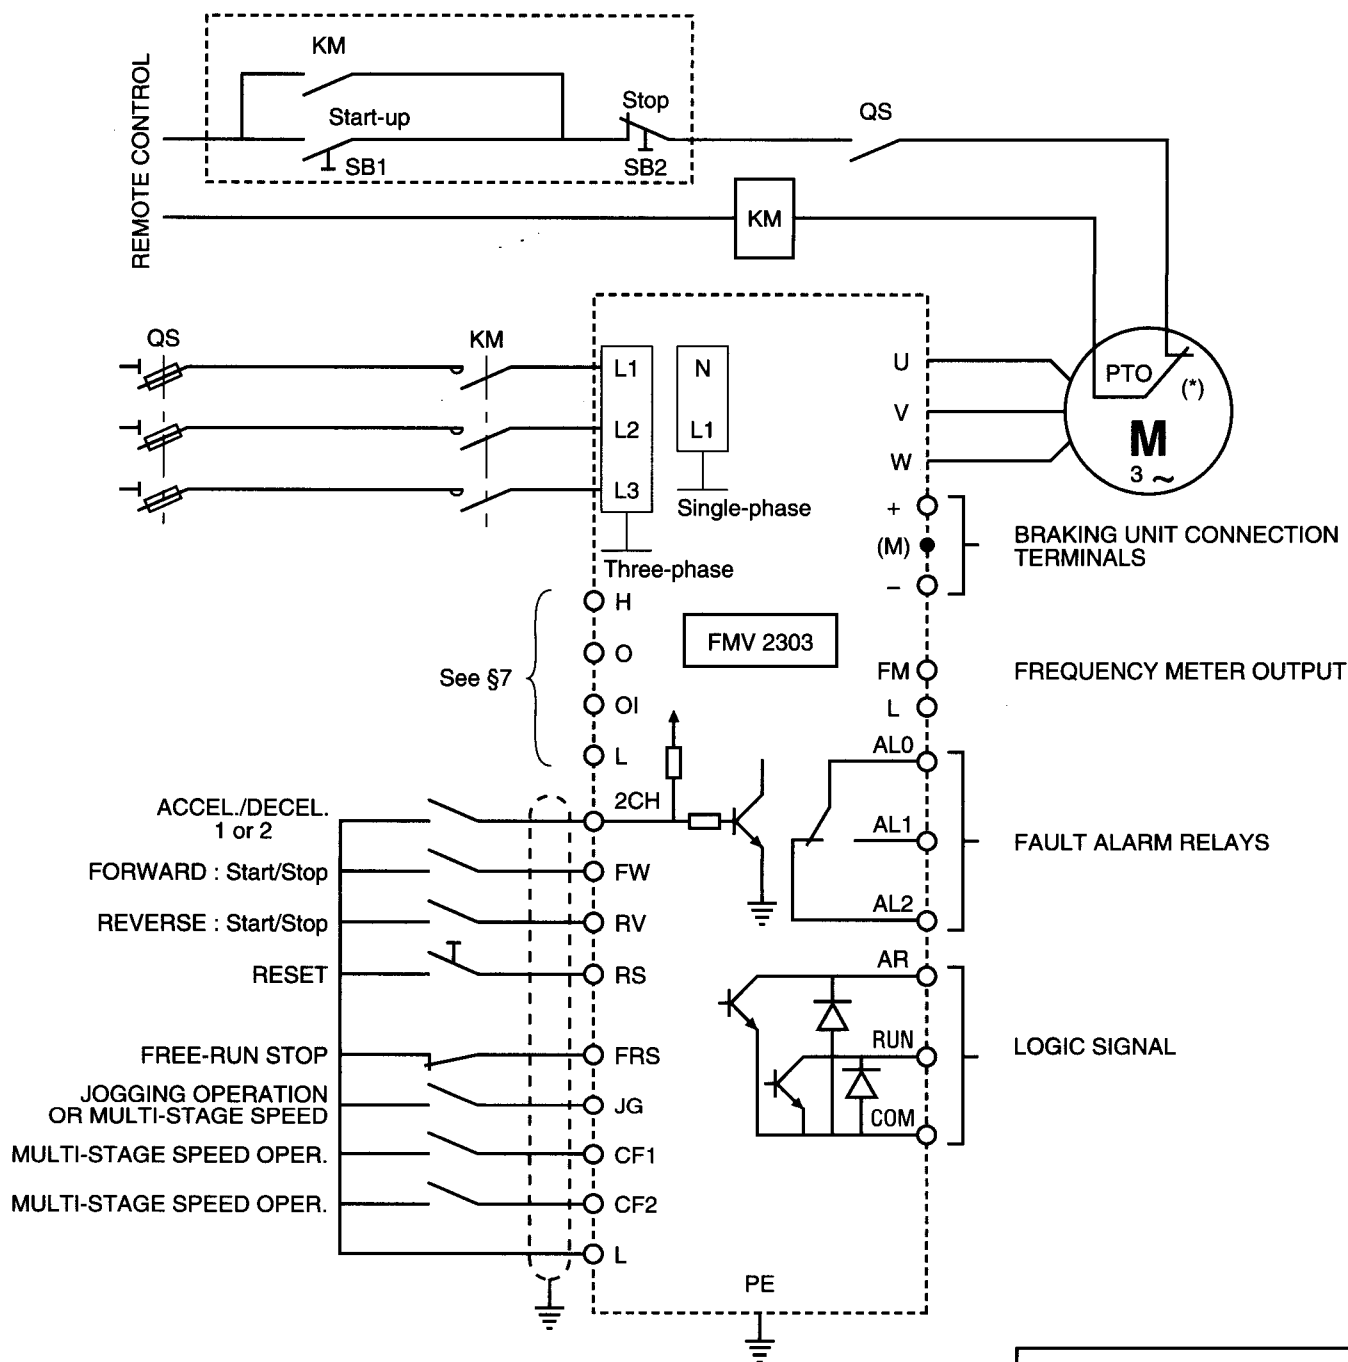 KM
Start-up
SB1
Stop
SB2
QS
REMOTE CONTROL
KM
QS
KM
L1
L2
L3
Three-phase
N
L1
Single-phase
U
V
W
PTO
(*)
M
3 ~
+
(M)
–
BRAKING UNIT CONNECTION
TERMINALS
H
O
OI
L
See §7
FMV 2303
FM
L
FREQUENCY METER OUTPUT
AL0
AL1
AL2
FAULT ALARM RELAYS
ACCEL./DECEL.
1 or 2
2CH
FORWARD : Start/Stop
FW
REVERSE : Start/Stop
RV
RESET
RS
FREE-RUN STOP
FRS
JOGGING OPERATION
OR MULTI-STAGE SPEED
JG
MULTI-STAGE SPEED OPER.
CF1
MULTI-STAGE SPEED OPER.
CF2
L
AR
RUN
COM
LOGIC SIGNAL
PE